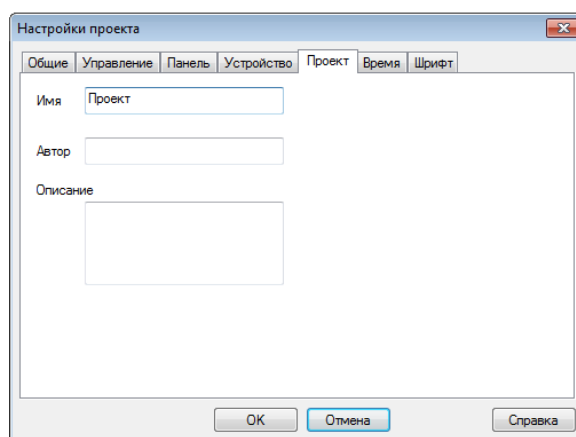 Настройки проекта
Общие Управление Панель Устройство Проект Время Шрифт
Имя Проект
Автор
Описание
OK Отмена Справка